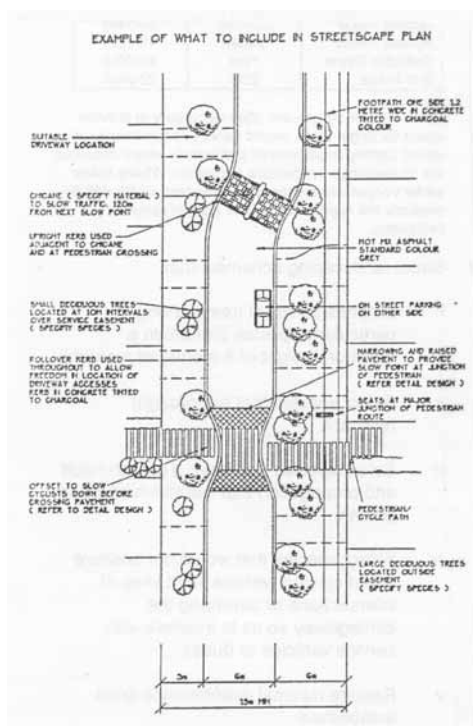 EXAMPLE OF WHAT TO INCLUDE IN STREETSCAPE PLAN
SUITABLE
DRIVEWAY LOCATION
CHICANE ( SPECIFY MATERIAL )
TO SLOW TRAFFIC, 120m
FROM NEXT SLOW POINT
UPRIGHT KERB USED
ADJACENT TO CHICANE
AND AT PEDESTRIAN CROSSING
SMALL DECIDUOUS TREES
LOCATED AT 10M INTERVALS
OVER SERVICE EASEMENT
( SPECIFY SPECIES )
ROLLOVER KERB USED
THROUGHOUT TO ALLOW
FREEDOM IN LOCATION OF
DRIVEWAY ACCESSES
KERB IN CONCRETE TINTED
TO CHARCOAL
OFFSET TO SLOW
CYCLISTS DOWN BEFORE
CROSSING PAVEMENT
( REFER TO DETAIL DESIGN )
FOOTPATH ONE SIDE 1.2
METRE WIDE IN CONCRETE
TINTED TO CHARCOAL
COLOUR
HOT MIX ASPHALT
STANDARD COLOUR
GREY
ON STREET PARKING
ON OTHER SIDE
NARROWING AND RAISED
PAVEMENT TO PROVIDE
SLOW POINT AT JUNCTION
OF PEDESTRIAN
( REFER DETAIL DESIGN )
SEATS AT MAJOR
JUNCTION OF PEDESTRIAN
ROUTE
PEDESTRIAN/
CYCLE PATH
LARGE DECIDUOUS TREES
LOCATED OUTSIDE
EASEMENT
( SPECIFY SPECIES )
3m 6m 6m
15m MIN